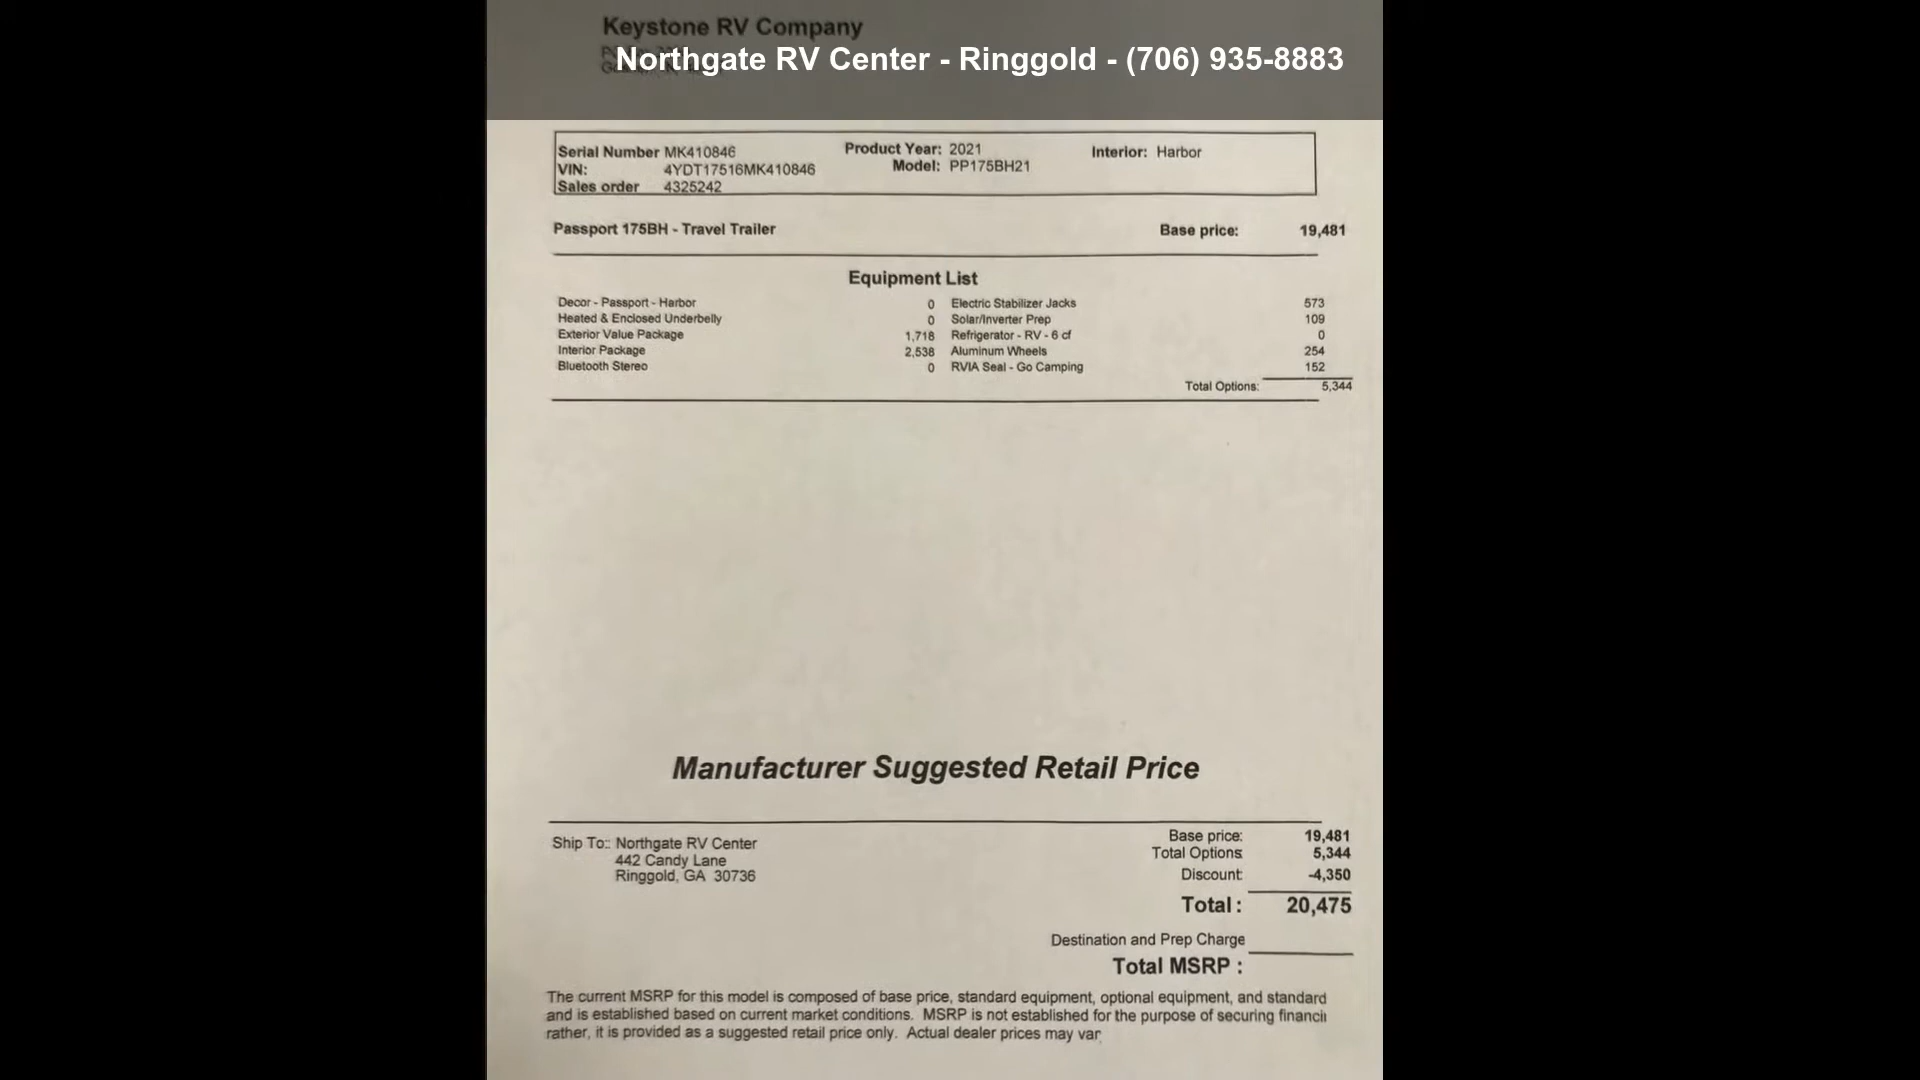 Keystone RV Company
Northgate RV Center - Ringgold - (706) 935-8883
Serial Number MK410846 Product Year: 2021 Interior: Harbor
VIN: 4YDT17516MK410846 Model: PP175BH21
Sales order 4325242
Passport 175BH - Travel Trailer Base price: 19,481
Equipment List
Decor - Passport - Harbor 0 Electric Stabilizer Jacks 573
Heated & Enclosed Underbelly 0 Solar/Inverter Prep 109
Exterior Value Package 1,718 Refrigerator - RV - 6 cf 0
Interior Package 2,538 Aluminum Wheels 254
Bluetooth Stereo 0 RVIA Seal - Go Camping 152
Total Options: 5,344
Manufacturer Suggested Retail Price
Ship To:: Northgate RV Center Base price: 19,481
442 Candy Lane Total Options: 5,344
Ringgold, GA 30736 Discount: -4,350
Total : 20,475
Destination and Prep Charge
Total MSRP :
The current MSRP for this model is composed of base price, standard equipment, optional equipment, and standard
and is established based on current market conditions. MSRP is not established for the purpose of securing financi
rather, it is provided as a suggested retail price only. Actual dealer prices may var